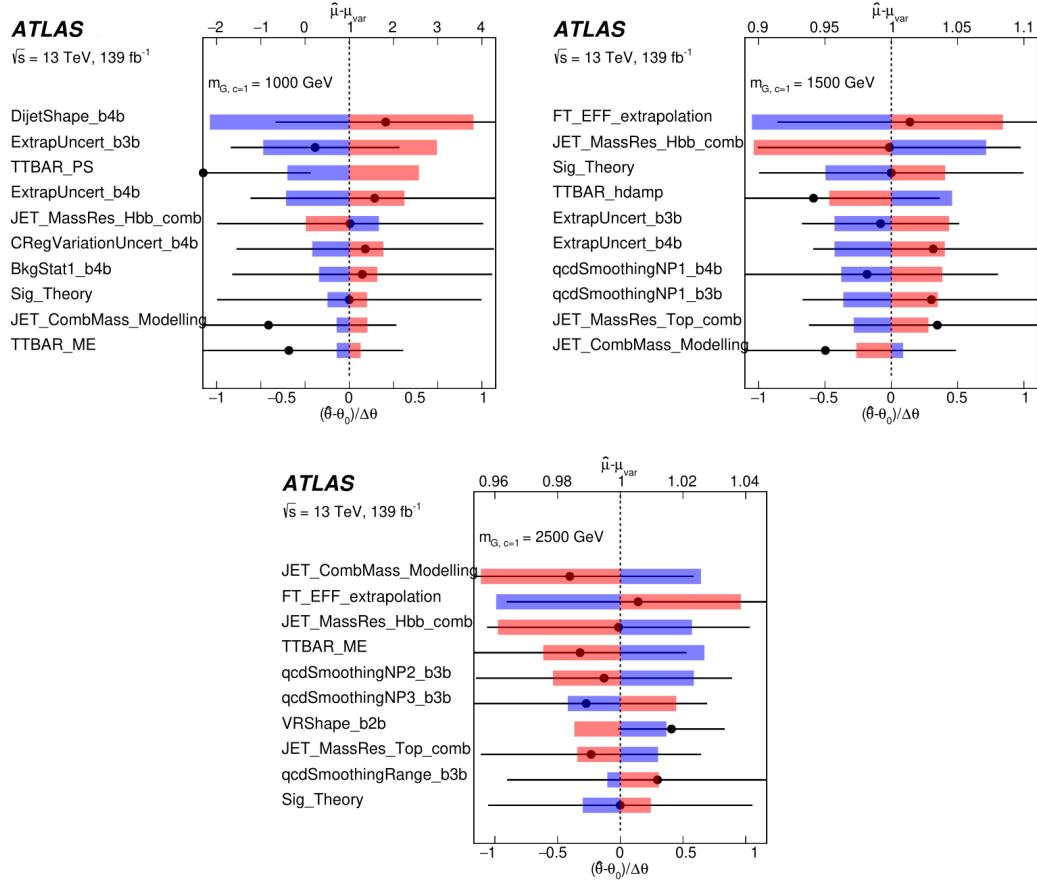 −2 −1 0 1 2 3 4
μ̂-μvar
ATLAS
√s = 13 TeV, 139 fb-1
mG, c=1 = 1000 GeV
DijetShape_b4b
ExtrapUncert_b3b
TTBAR_PS
ExtrapUncert_b4b
JET_MassRes_Hbb_comb
CRegVariationUncert_b4b
BkgStat1_b4b
Sig_Theory
JET_CombMass_Modelling
TTBAR_ME
−1 −0.5 0 0.5 1
(θ̂-θ0)/Δθ
0.9 0.95 1 1.05 1.1
μ̂-μvar
ATLAS
√s = 13 TeV, 139 fb-1
mG, c=1 = 1500 GeV
FT_EFF_extrapolation
JET_MassRes_Hbb_comb
Sig_Theory
TTBAR_hdamp
ExtrapUncert_b3b
ExtrapUncert_b4b
qcdSmoothingNP1_b4b
qcdSmoothingNP1_b3b
JET_MassRes_Top_comb
JET_CombMass_Modelling
−1 −0.5 0 0.5 1
(θ̂-θ0)/Δθ
μ̂-μvar
0.96 0.98 1 1.02 1.04
ATLAS
√s = 13 TeV, 139 fb-1
mG, c=1 = 2500 GeV
JET_CombMass_Modelling
FT_EFF_extrapolation
JET_MassRes_Hbb_comb
TTBAR_ME
qcdSmoothingNP2_b3b
qcdSmoothingNP3_b3b
VRShape_b2b
JET_MassRes_Top_comb
qcdSmoothingRange_b3b
Sig_Theory
−1 −0.5 0 0.5 1
(θ̂-θ0)/Δθ